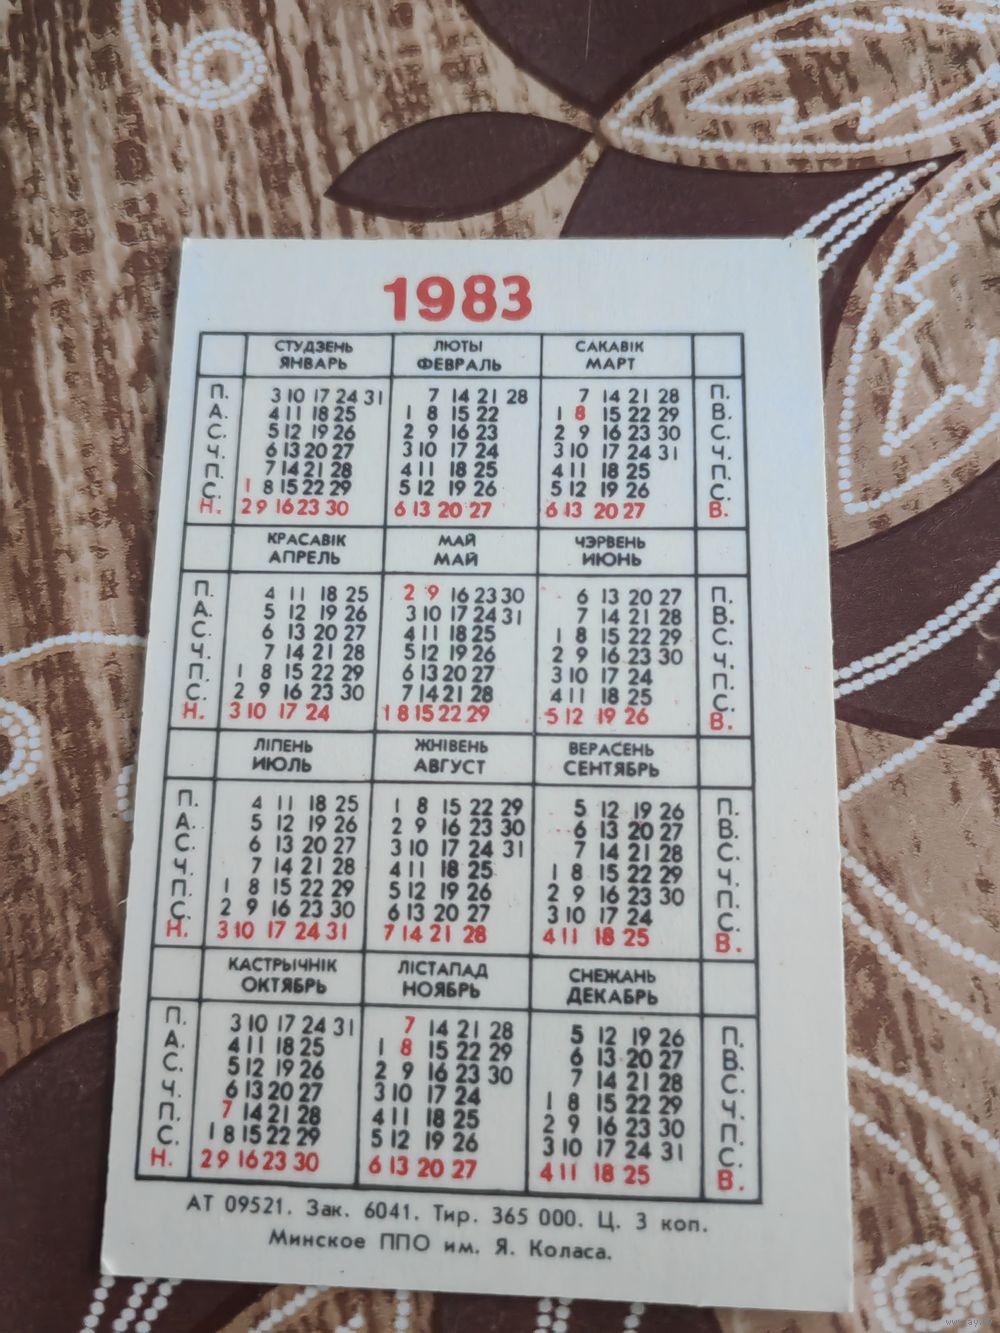 1983
СТУДЗЕНЬ ЛЮТЫ САКАВІК
ЯНВАРЬ ФЕВРАЛЬ МАРТ
П. 3 10 17 24 31 7 14 21 28 7 14 21 28 П.
А. 4 11 18 25 1 8 15 22 1 8 15 22 29 В.
С. 5 12 19 26 2 9 16 23 2 9 16 23 30 С.
Ч. 6 13 20 27 3 10 17 24 3 10 17 24 31 Ч.
П. 7 14 21 28 4 11 18 25 4 11 18 25 П.
С. 1 8 15 22 29 5 12 19 26 5 12 19 26 С.
Н. 2 9 16 23 30 6 13 20 27 6 13 20 27 В.
КРАСАВІК МАЙ ЧЭРВЕНЬ
АПРЕЛЬ МАЙ ИЮНЬ
П. 4 11 18 25 2 9 16 23 30 6 13 20 27 П.
А. 5 12 19 26 3 10 17 24 31 7 14 21 28 В.
С. 6 13 20 27 4 11 18 25 1 8 15 22 29 С.
Ч. 7 14 21 28 5 12 19 26 2 9 16 23 30 Ч.
П. 1 8 15 22 29 6 13 20 27 3 10 17 24 П.
С. 2 9 16 23 30 7 14 21 28 4 11 18 25 С.
Н. 3 10 17 24 1 8 15 22 29 5 12 19 26 В.
ЛІПЕНЬ ЖНІВЕНЬ ВЕРАСЕНЬ
ИЮЛЬ АВГУСТ СЕНТЯБРЬ
П. 4 11 18 25 1 8 15 22 29 5 12 19 26 П.
А. 5 12 19 26 2 9 16 23 30 6 13 20 27 В.
С. 6 13 20 27 3 10 17 24 31 7 14 21 28 С.
Ч. 7 14 21 28 4 11 18 25 1 8 15 22 29 Ч.
П. 1 8 15 22 29 5 12 19 26 2 9 16 23 30 П.
С. 2 9 16 23 30 6 13 20 27 3 10 17 24 С.
Н. 3 10 17 24 31 7 14 21 28 4 11 18 25 В.
КАСТРЫЧНІК ЛІСТАПАД СНЕЖАНЬ
ОКТЯБРЬ НОЯБРЬ ДЕКАБРЬ
П. 3 10 17 24 31 7 14 21 28 5 12 19 26 П.
А. 4 11 18 25 1 8 15 22 29 6 13 20 27 В.
С. 5 12 19 26 2 9 16 23 30 7 14 21 28 С.
Ч. 6 13 20 27 3 10 17 24 1 8 15 22 29 Ч.
П. 7 14 21 28 4 11 18 25 2 9 16 23 30 П.
С. 1 8 15 22 29 5 12 19 26 3 10 17 24 31 С.
Н. 2 9 16 23 30 6 13 20 27 4 11 18 25 В.
АТ 09521. Зак. 6041. Тир. 365 000. Ц. 3 коп.
Минское ППО им. Я. Коласа.